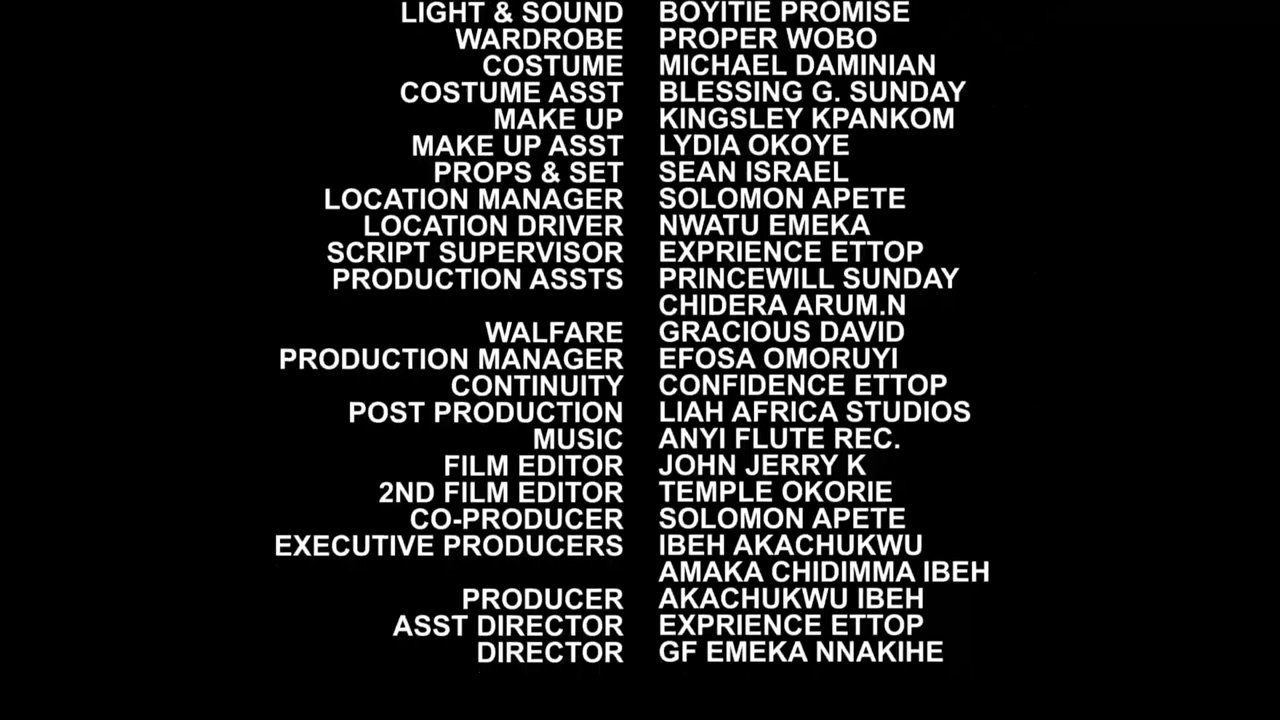 LIGHT & SOUND BOYITIE PROMISE
WARDROBE PROPER WOBO
COSTUME MICHAEL DAMINIAN
COSTUME ASST BLESSING G. SUNDAY
MAKE UP KINGSLEY KPANKOM
MAKE UP ASST LYDIA OKOYE
PROPS & SET SEAN ISRAEL
LOCATION MANAGER SOLOMON APETE
LOCATION DRIVER NWATU EMEKA
SCRIPT SUPERVISOR EXPRIENCE ETTOP
PRODUCTION ASSTS PRINCEWILL SUNDAY
CHIDERA ARUM.N
WALFARE GRACIOUS DAVID
PRODUCTION MANAGER EFOSA OMORUYI
CONTINUITY CONFIDENCE ETTOP
POST PRODUCTION LIAH AFRICA STUDIOS
MUSIC ANYI FLUTE REC.
FILM EDITOR JOHN JERRY K
2ND FILM EDITOR TEMPLE OKORIE
CO-PRODUCER SOLOMON APETE
EXECUTIVE PRODUCERS IBEH AKACHUKWU
AMAKA CHIDIMMA IBEH
PRODUCER AKACHUKWU IBEH
ASST DIRECTOR EXPRIENCE ETTOP
DIRECTOR GF EMEKA NNAKIHE